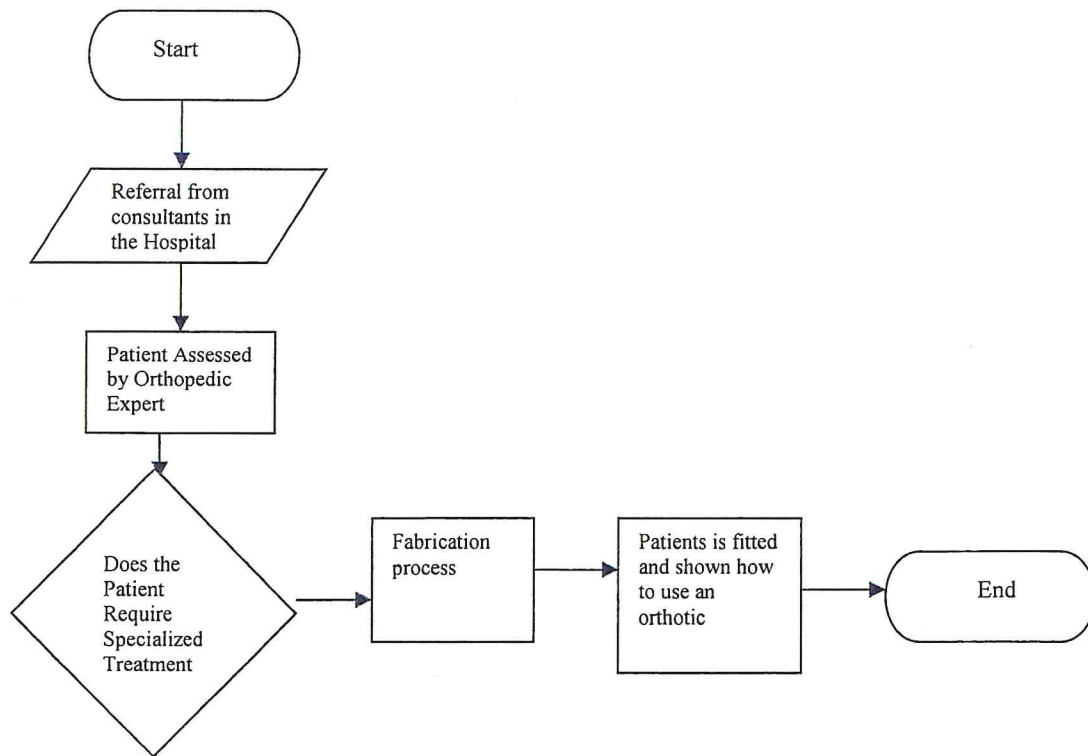 Start
Referral from
consultants in
the Hospital
Patient Assessed
by Orthopedic
Expert
Does the
Patient
Require
Specialized
Treatment
Fabrication
process
Patients is fitted
and shown how
to use an
orthotic
End